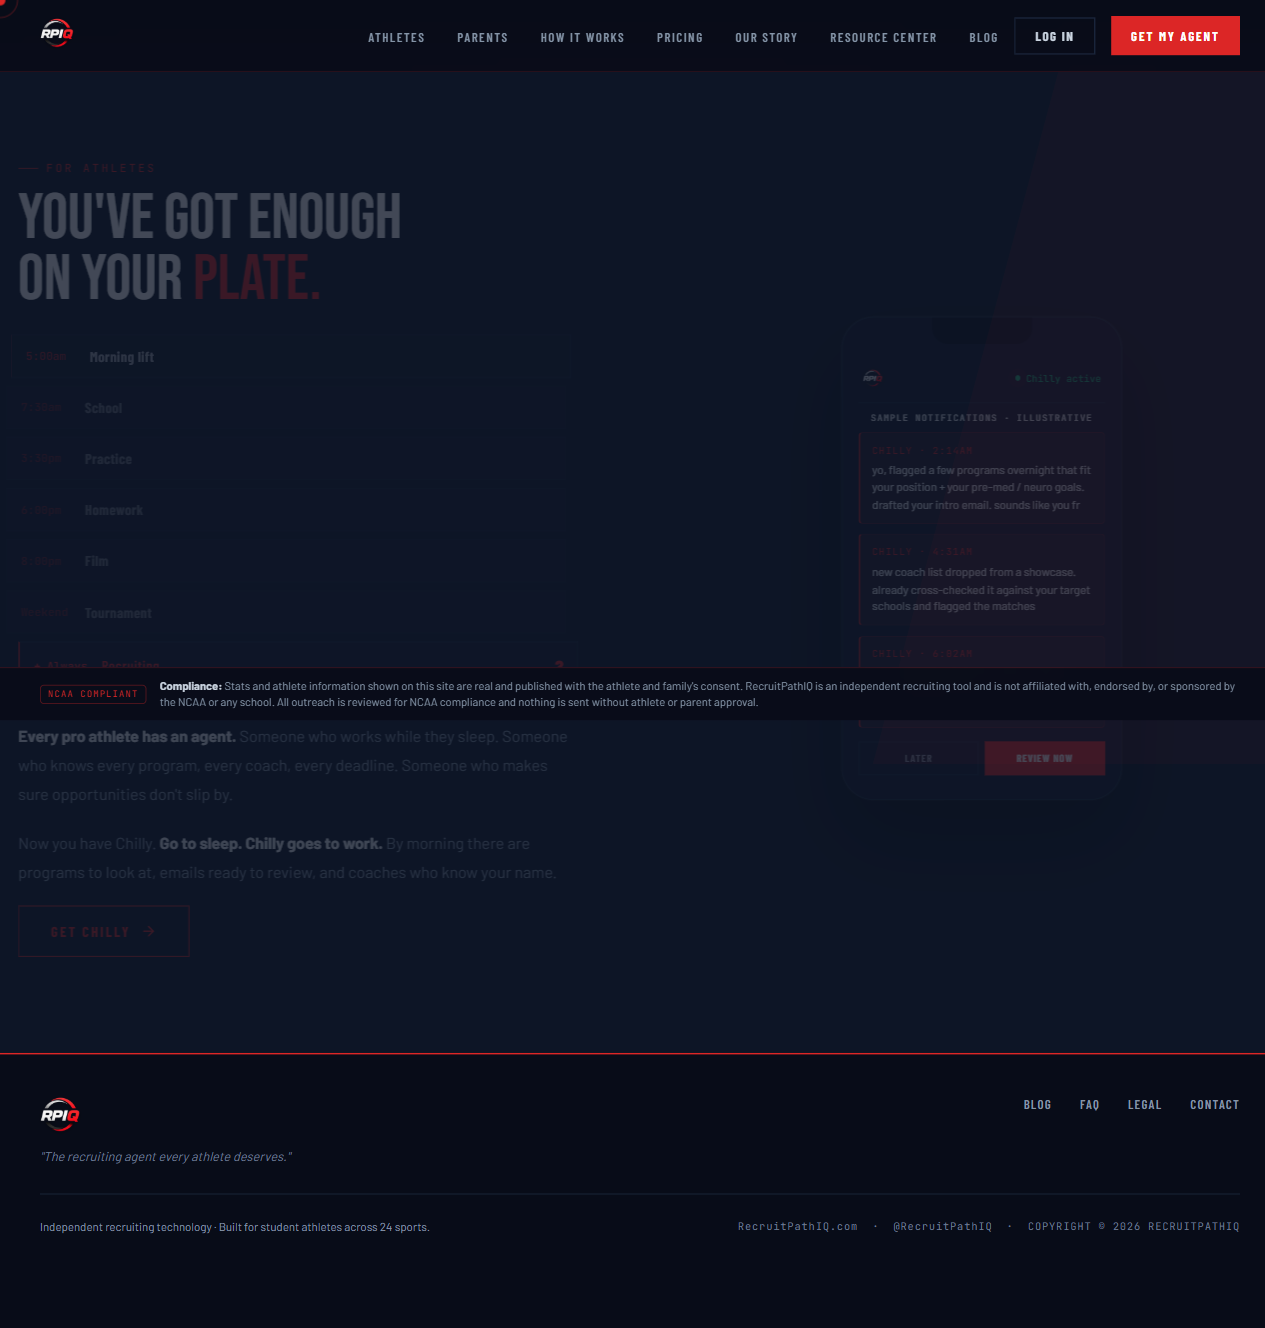 RPIQ
ATHLETES PARENTS HOW IT WORKS PRICING OUR STORY RESOURCE CENTER BLOG LOG IN GET MY AGENT
FOR ATHLETES
YOU'VE GOT ENOUGH
ON YOUR PLATE.
5:00am Morning lift
School
Practice
Homework
Film
Tournament
Always Recruiting ?
RPIQ
Chilly active
SAMPLE NOTIFICATIONS · ILLUSTRATIVE
CHILLY
yo, flagged a few programs overnight that fit
your position + your pre-med / neuro goals.
drafted your intro email. sounds like you fr
CHILLY
new coach list dropped from a showcase.
already cross-checked it against your target
schools and flagged the matches
CHILLY
LATER REVIEW NOW
NCAA COMPLIANT
Compliance: Stats and athlete information shown on this site are real and published with the athlete and family's consent. RecruitPathIQ is an independent recruiting tool and is not affiliated with, endorsed by, or sponsored by
the NCAA or any school. All outreach is reviewed for NCAA compliance and nothing is sent without athlete or parent approval.
Every pro athlete has an agent. Someone who works while they sleep. Someone
who knows every program, every coach, every deadline. Someone who makes
sure opportunities don't slip by.
Now you have Chilly. Go to sleep. Chilly goes to work. By morning there are
programs to look at, emails ready to review, and coaches who know your name.
GET CHILLY →
RPIQ
BLOG FAQ LEGAL CONTACT
"The recruiting agent every athlete deserves."
Independent recruiting technology · Built for student athletes across 24 sports.
RecruitPathIQ.com · @RecruitPathIQ · COPYRIGHT © 2026 RECRUITPATHIQ